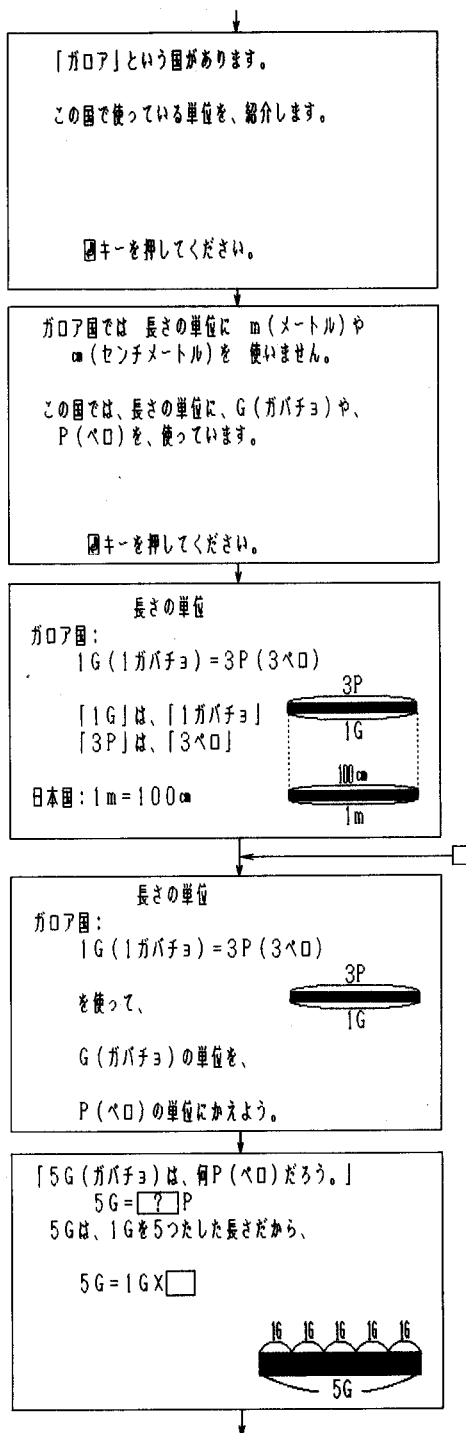 「ガロア」という国があります。
この国で使っている単位を、紹介します。
キーを押してください。
ガロア国では 長さの単位に m(メートル)や
cm(センチメートル)を 使いません。
この国では、長さの単位に、G(ガバチョ)や、
P(ペロ)を、使っています。
キーを押してください。
長さの単位
ガロア国:
1G(1ガバチョ)=3P(3ペロ)
「1G」は、「1ガバチョ」
「3P」は、「3ペロ」
3P
1G
日本国:1m=100cm
100cm
1m
長さの単位
ガロア国:
1G(1ガバチョ)=3P(3ペロ)
を使って、
3P
1G
G(ガバチョ)の単位を、
P(ペロ)の単位にかえよう。
「5G(ガバチョ)は、何P(ペロ)だろう。」
5G=?P
5Gは、1Gを5つたした長さだから、
5G=1G×□
1G 1G 1G 1G 1G
5G